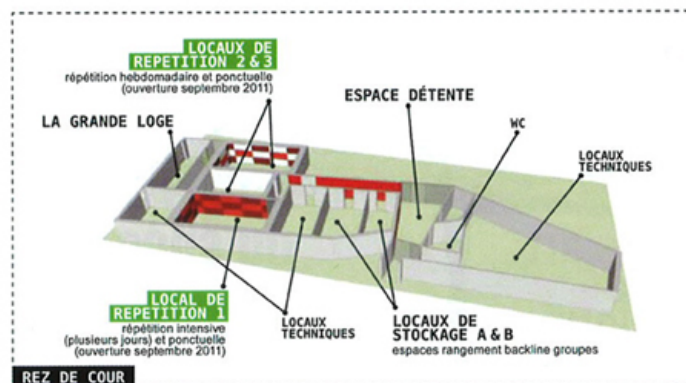 LOCAUX DE
REPETITION 2 & 3
répétition hebdomadaire et ponctuelle
(ouverture septembre 2011)
LA GRANDE LOGE
ESPACE DÉTENTE
WC
LOCAUX
TECHNIQUES
LOCAL DE
REPETITION 1
répétition intensive
(plusieurs jours) et ponctuelle
(ouverture septembre 2011)
LOCAUX
TECHNIQUES
LOCAUX DE
STOCKAGE A & B
espaces rangement backline groupes
REZ DE COUR